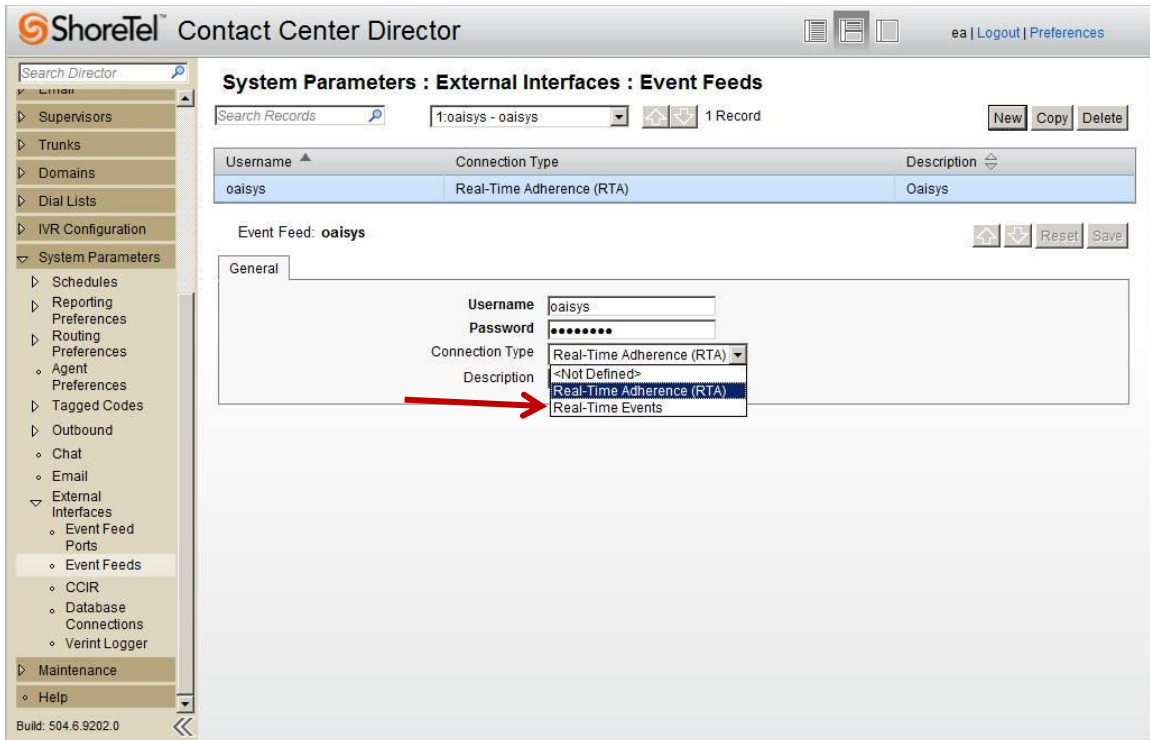 ShoreTel™ Contact Center Director
ea | Logout | Preferences
Search Director
Email
Supervisors
Trunks
Domains
Dial Lists
IVR Configuration
System Parameters
Schedules
Reporting
Preferences
Routing
Preferences
Agent
Preferences
Tagged Codes
Outbound
Chat
Email
External
Interfaces
Event Feed
Ports
Event Feeds
CCIR
Database
Connections
Verint Logger
Maintenance
Help
Build: 504.6.9202.0
System Parameters : External Interfaces : Event Feeds
Search Records
1:oaisys - oaisys
1 Record
New Copy Delete
Username Connection Type Description
oaisys Real-Time Adherence (RTA) Oaisys
Event Feed: oaisys
Reset Save
General
Username oaisys
Password ••••••••
Connection Type Real-Time Adherence (RTA)
Description
<Not Defined>
Real-Time Adherence (RTA)
Real-Time Events